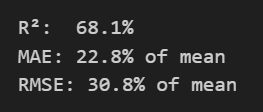 R²:  68.1%
MAE: 22.8% of mean
RMSE: 30.8% of mean